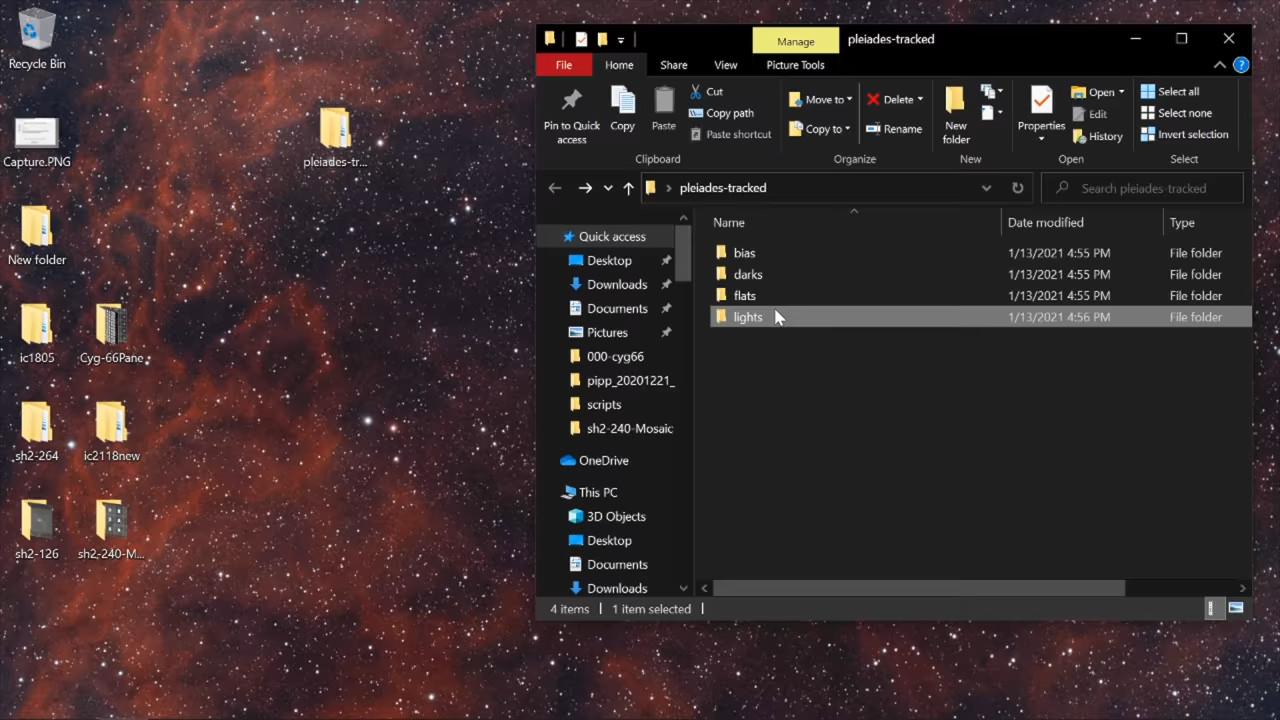 Recycle Bin
Capture.PNG
New folder
ic1805
Cyg-66Pane
sh2-264
ic2118new
sh2-126
sh2-240-M...
pleiades-tr...
Manage
pleiades-tracked
File
Home
Share
View
Picture Tools
Pin to Quick access
Copy
Paste
Cut
Copy path
Paste shortcut
Clipboard
Move to
Copy to
Delete
Rename
Organize
New folder
New
Properties
Open
Edit
History
Open
Select all
Select none
Invert selection
Select
pleiades-tracked
Search pleiades-tracked
Quick access
Desktop
Downloads
Documents
Pictures
000-cyg66
pipp_20201221_
scripts
sh2-240-Mosaic
OneDrive
This PC
3D Objects
Desktop
Documents
Downloads
Name Date modified Type
bias 1/13/2021 4:55 PM File folder
darks 1/13/2021 4:55 PM File folder
flats 1/13/2021 4:55 PM File folder
lights 1/13/2021 4:56 PM File folder
4 items 1 item selected